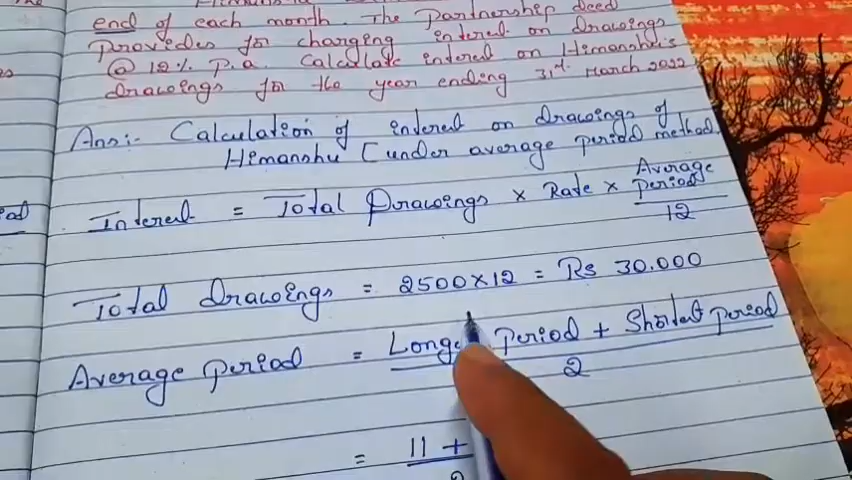 end of each month. The Partnership Deed
Provides for charging interest on drawings
@ 12% P.a. Calculate interest on Himanshu's
drawings for the year ending 31st March 2022
Ans:- Calculation of interest on drawings of
Himanshu (under average period method)
Interest = Total Drawings × Rate × Average Period / 12
Total drawings = 2500×12 = Rs 30.000
Average period = Longest Period + Shortest period / 2
= 11 +